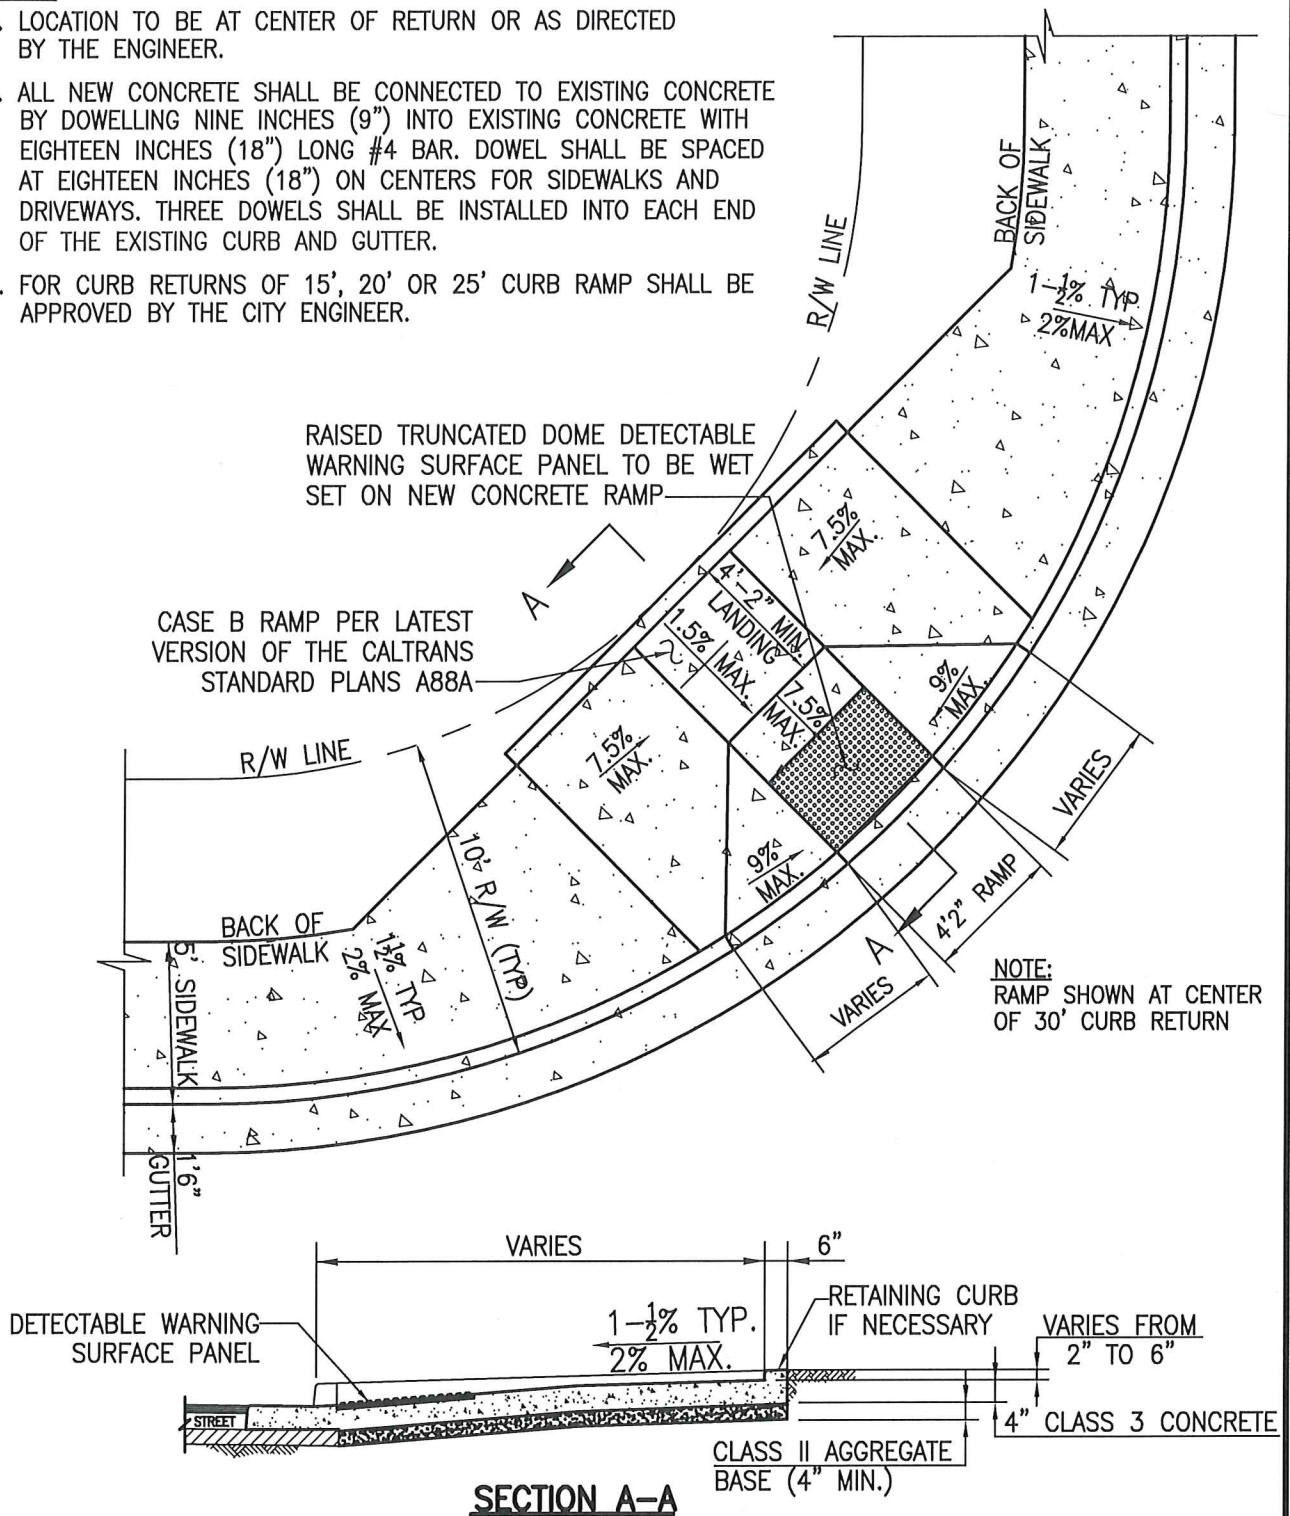 . LOCATION TO BE AT CENTER OF RETURN OR AS DIRECTED
BY THE ENGINEER.
. ALL NEW CONCRETE SHALL BE CONNECTED TO EXISTING CONCRETE
BY DOWELLING NINE INCHES (9") INTO EXISTING CONCRETE WITH
EIGHTEEN INCHES (18") LONG #4 BAR. DOWEL SHALL BE SPACED
AT EIGHTEEN INCHES (18") ON CENTERS FOR SIDEWALKS AND
DRIVEWAYS. THREE DOWELS SHALL BE INSTALLED INTO EACH END
OF THE EXISTING CURB AND GUTTER.
. FOR CURB RETURNS OF 15', 20' OR 25' CURB RAMP SHALL BE
APPROVED BY THE CITY ENGINEER.
BACK OF
SIDEWALK
R/W LINE
1-½% TYP
2%MAX
RAISED TRUNCATED DOME DETECTABLE
WARNING SURFACE PANEL TO BE WET
SET ON NEW CONCRETE RAMP
7.5%
MAX.
A
4'-2" MIN.
LANDING
1.5%
MAX.
CASE B RAMP PER LATEST
VERSION OF THE CALTRANS
STANDARD PLANS A88A
7.5%
MAX.
9%
MAX.
R/W LINE
7.5%
MAX.
VARIES
10' R/W (TYP)
9%
MAX.
4'2" RAMP
A
BACK OF
SIDEWALK
1½% TYP
2% MAX
VARIES
NOTE:
RAMP SHOWN AT CENTER
OF 30' CURB RETURN
5' SIDEWALK
1'6"
GUTTER
VARIES
6"
DETECTABLE WARNING
SURFACE PANEL
1-½% TYP.
2% MAX.
RETAINING CURB
IF NECESSARY
VARIES FROM
2" TO 6"
STREET
4" CLASS 3 CONCRETE
CLASS II AGGREGATE
BASE (4" MIN.)
SECTION A-A